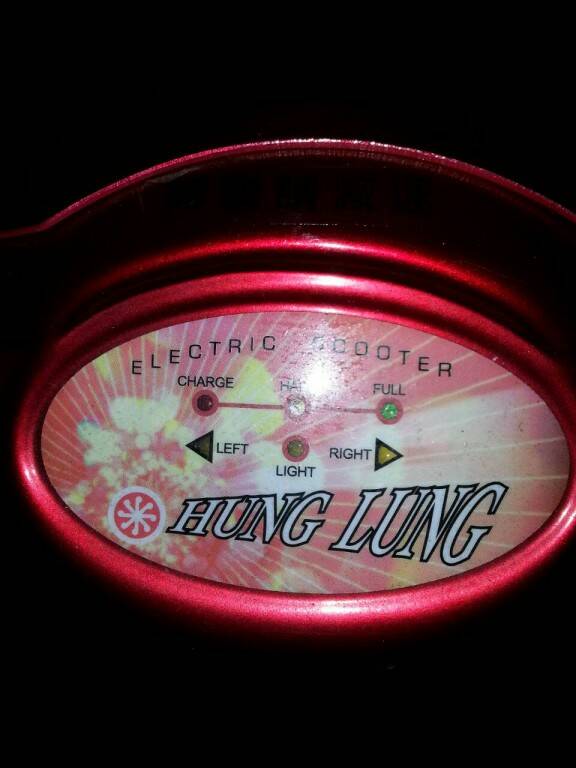 ELECTRIC SCOOTER
CHARGE FULL
LEFT LIGHT RIGHT
HUNG LUNG